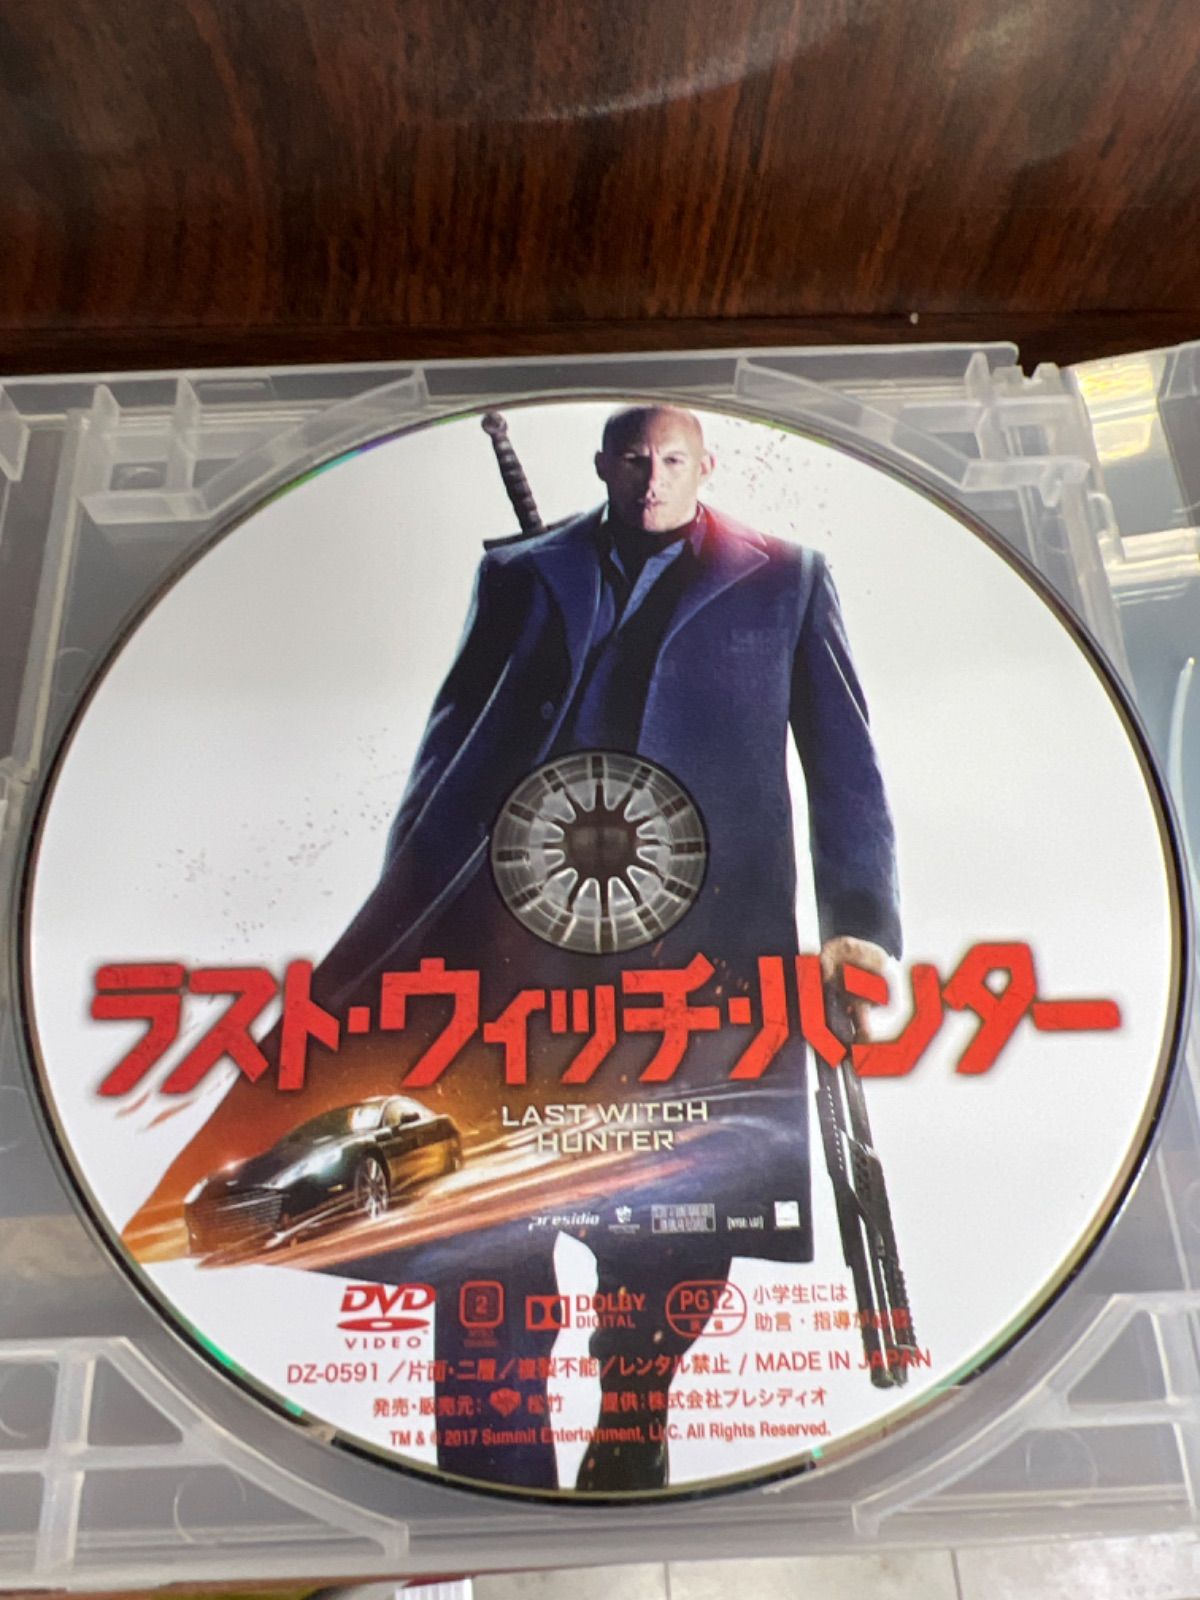 ラスト・ウィッチ・ハンター
LAST WITCH
HUNTER
presidio
DVD
VIDEO
2
DOLBY
DIGITAL
PG12
小学生には
助言・指導が
DZ-0591 /片面・二層/複製不能/レンタル禁止 / MADE IN JAPAN
発売・販売元: 松竹 提供:株式会社プレシディオ
TM & © 2017 Summit Entertainment, LLC. All Rights Reserved.